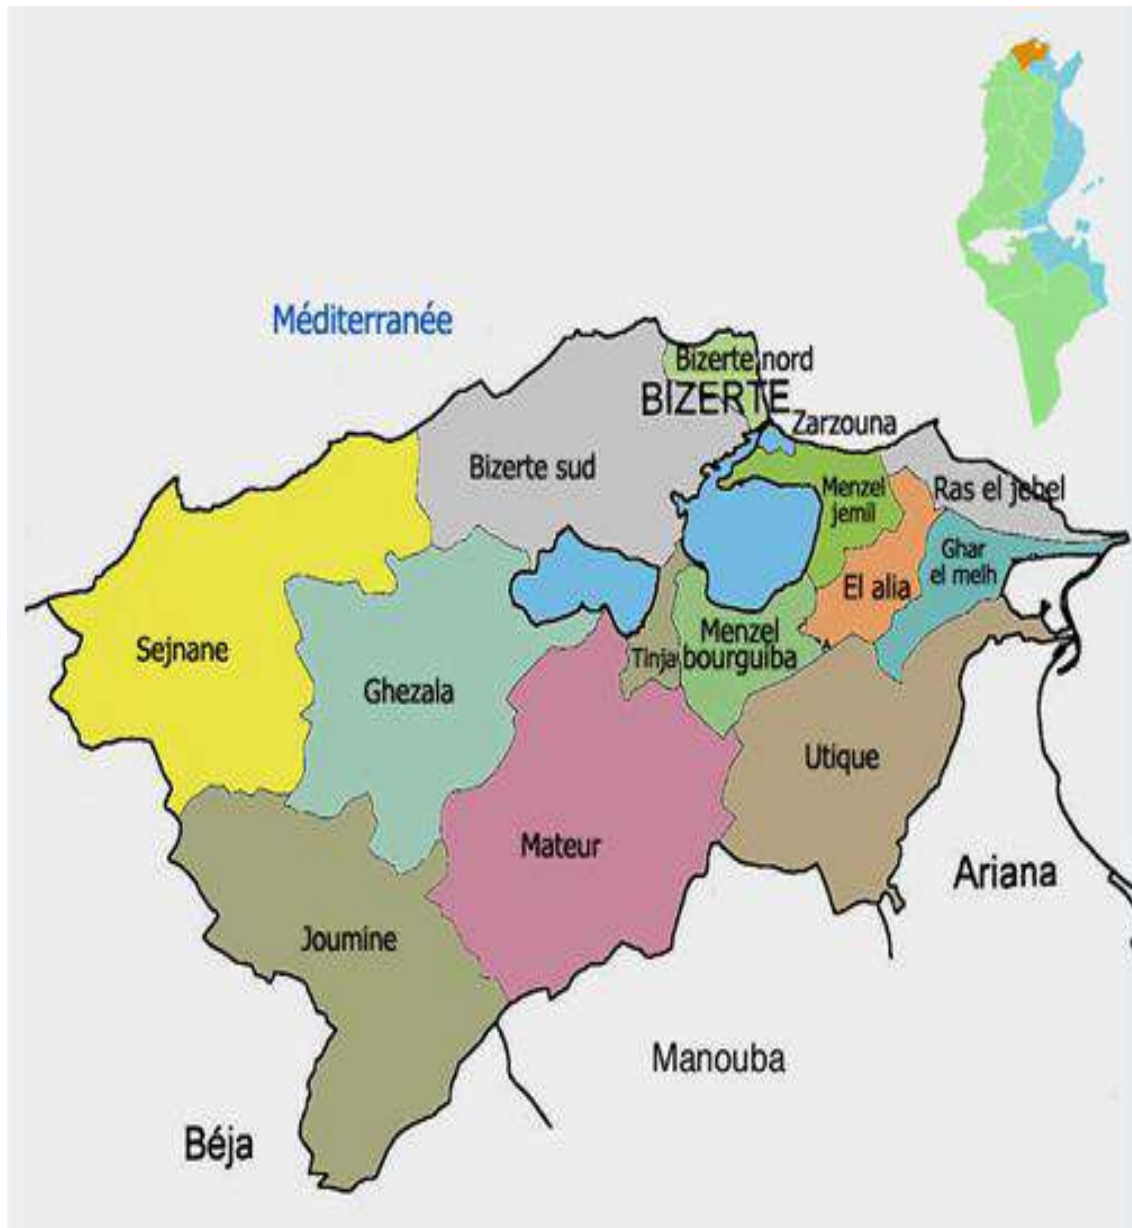 Méditerranée
Bizerte nord
BIZERTE
Zarzouna
Bizerte sud
Menzel
jemil
Ras el jebel
Ghar
el melh
El alia
Sejnane
Ghezala
Tinja
Menzel
bourguiba
Utique
Mateur
Ariana
Joumine
Manouba
Béja